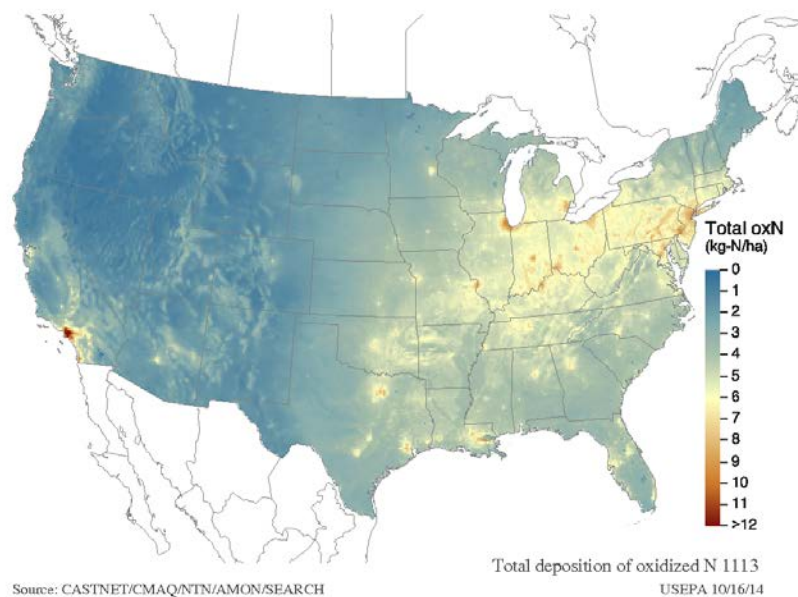 Total oxN
(kg-N/ha)
0
1
2
3
4
5
6
7
8
9
10
11
>12
Total deposition of oxidized N 1113
Source: CASTNET/CMAQ/NTN/AMON/SEARCH
USEPA 10/16/14